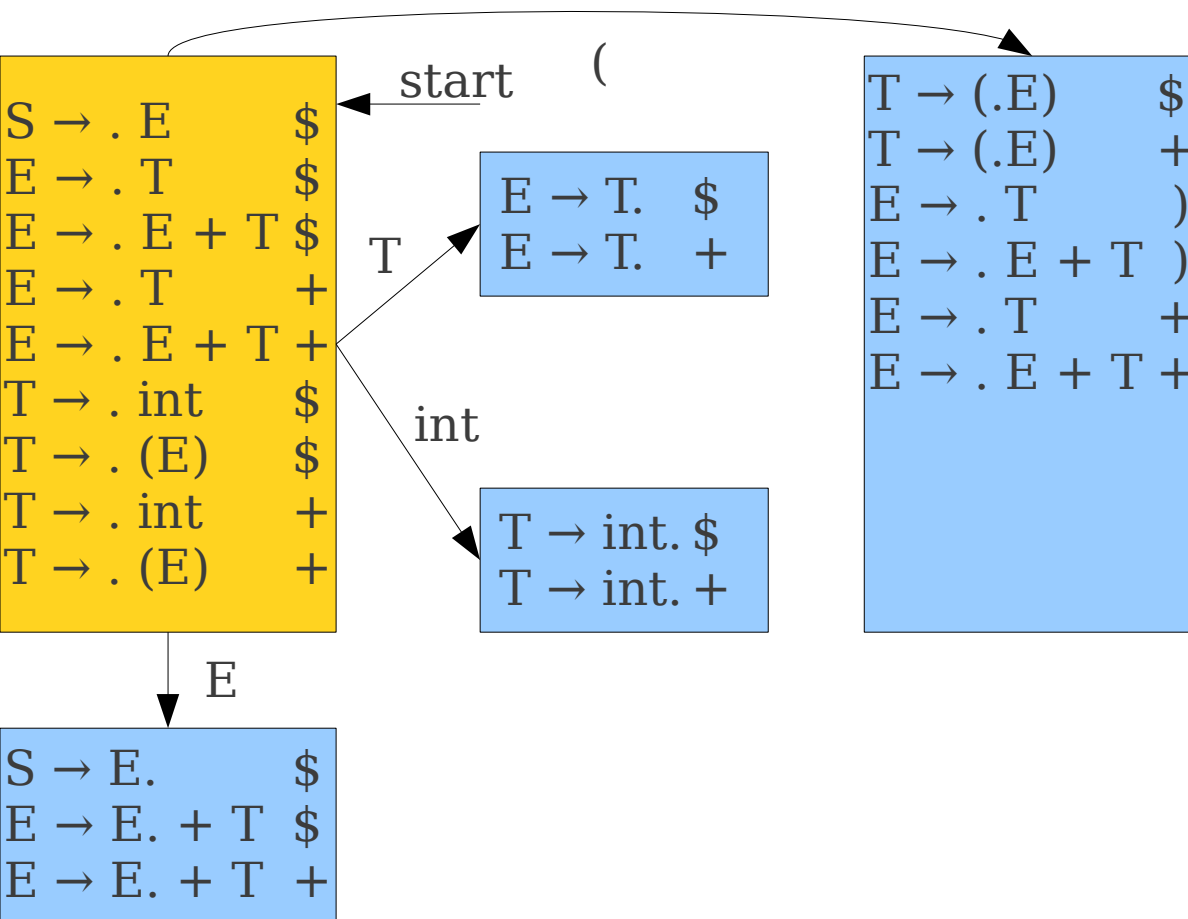 (
start
S → . E $
E → . T $
E → . E + T $
E → . T +
E → . E + T +
T → . int $
T → . (E) $
T → . int +
T → . (E) +
T
E → T. $
E → T. +
int
T → int. $
T → int. +
T → (.E) $
T → (.E) +
E → . T )
E → . E + T )
E → . T +
E → . E + T +
E
S → E. $
E → E. + T $
E → E. + T +